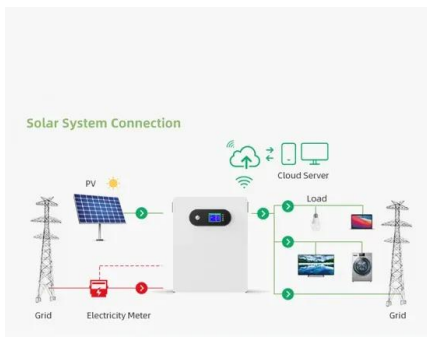 Solar System Connection
Cloud Server
PV
Load
Grid
Electricity Meter
Grid